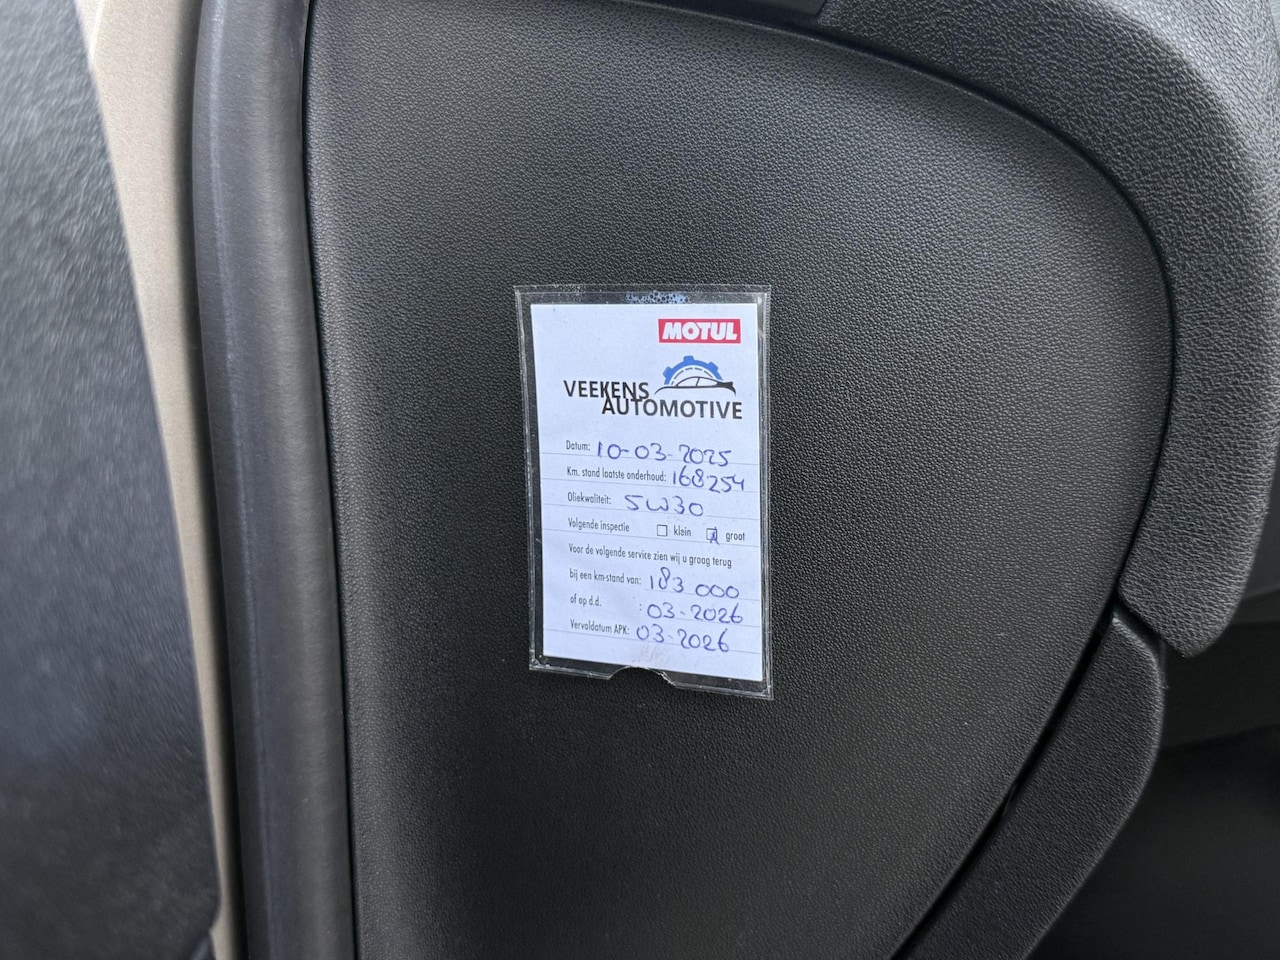 MOTUL
VEEKENS
AUTOMOTIVE
Datum: 10-03-2025
Km. stand laatste onderhoud: 168254
Oliekwaliteit: 5W30
Volgende inspectie klein groot
Voor de volgende service zien wij u graag terug
bij een km-stand van: 183 000
of op d.d. : 03-2026
Vervaldatum APK: 03-2026